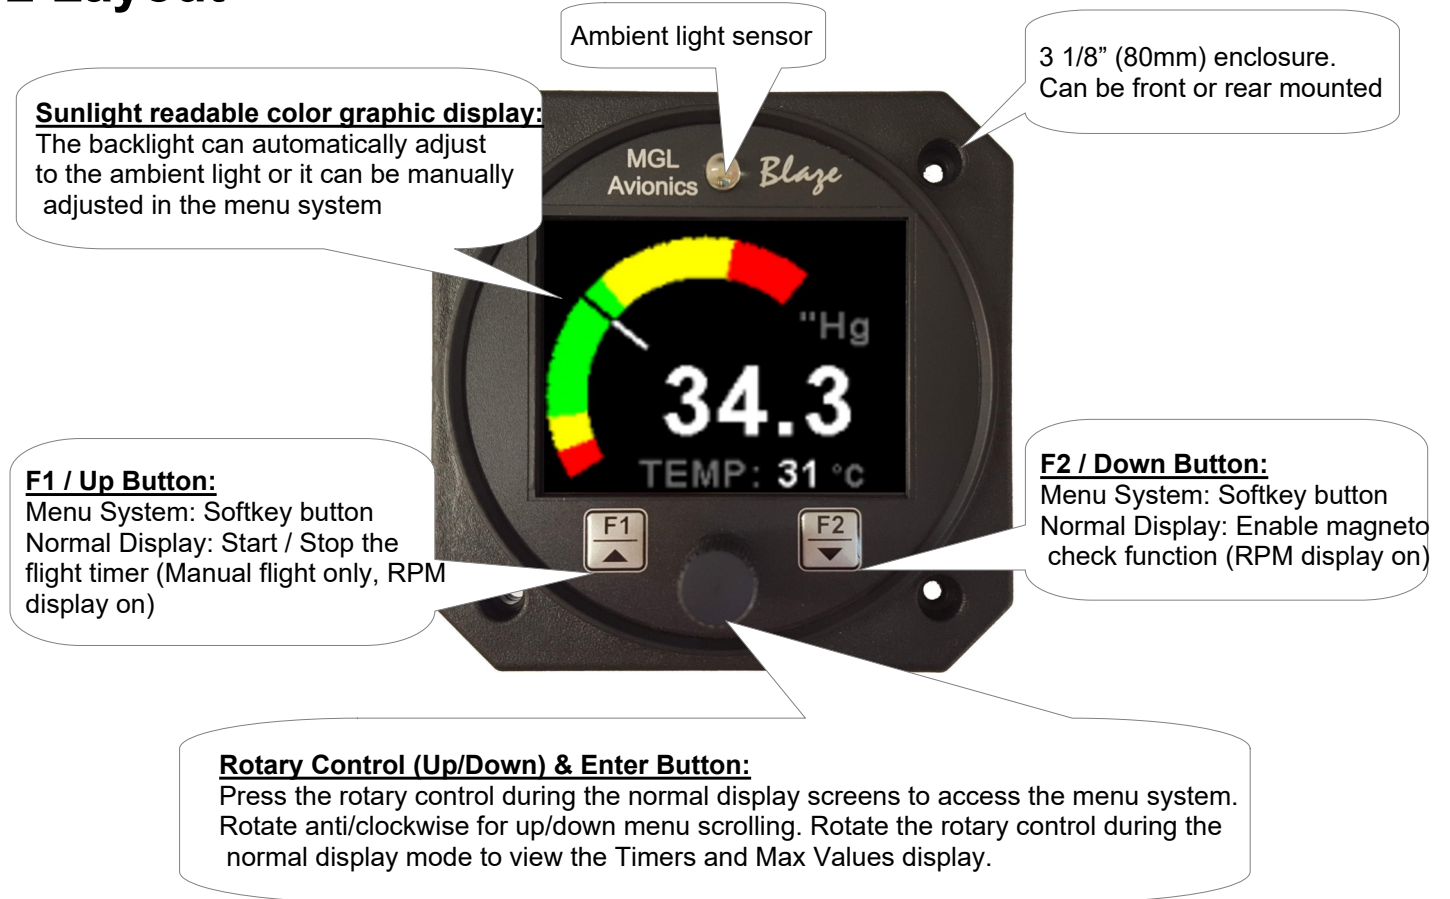 Layout
Ambient light sensor
3 1/8” (80mm) enclosure.
Can be front or rear mounted
Sunlight readable color graphic display:
The backlight can automatically adjust
to the ambient light or it can be manually
adjusted in the menu system
MGL
Avionics
Blaze
"Hg
34.3
TEMP: 31 °C
F1
F2
F1 / Up Button:
Menu System: Softkey button
Normal Display: Start / Stop the
flight timer (Manual flight only, RPM
display on)
F2 / Down Button:
Menu System: Softkey button
Normal Display: Enable magneto
check function (RPM display on)
Rotary Control (Up/Down) & Enter Button:
Press the rotary control during the normal display screens to access the menu system.
Rotate anti/clockwise for up/down menu scrolling. Rotate the rotary control during the
normal display mode to view the Timers and Max Values display.